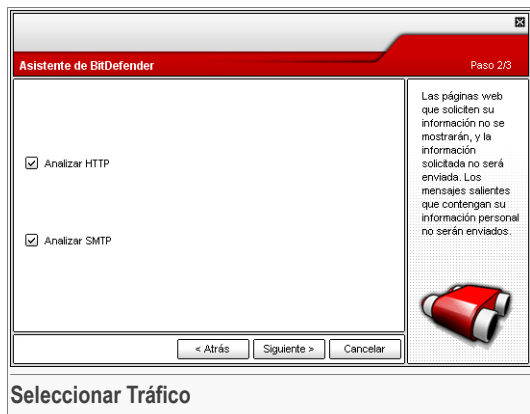 Asistente de BitDefender
Paso 2/3
Analizar HTTP
Analizar SMTP
Las páginas web
que soliciten su
información no se
mostrarán, y la
información
solicitada no será
enviada. Los
mensajes salientes
que contengan su
información personal
no serán enviados.
< Atrás
Siguiente >
Cancelar
Seleccionar Tráfico